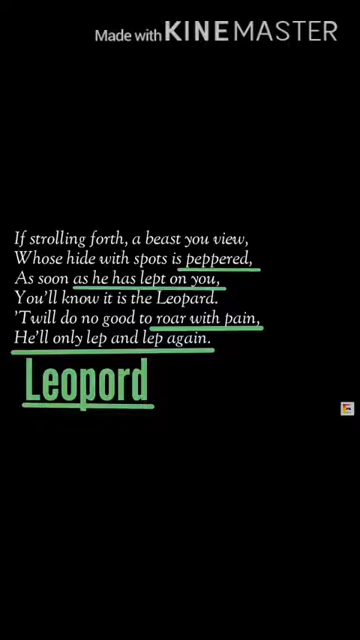 Made with KINEMASTER
If strolling forth, a beast you view,
Whose hide with spots is peppered,
As soon as he has lept on you,
You'll know it is the Leopard.
'Twill do no good to roar with pain,
He'll only lep and lep again.
Leopord